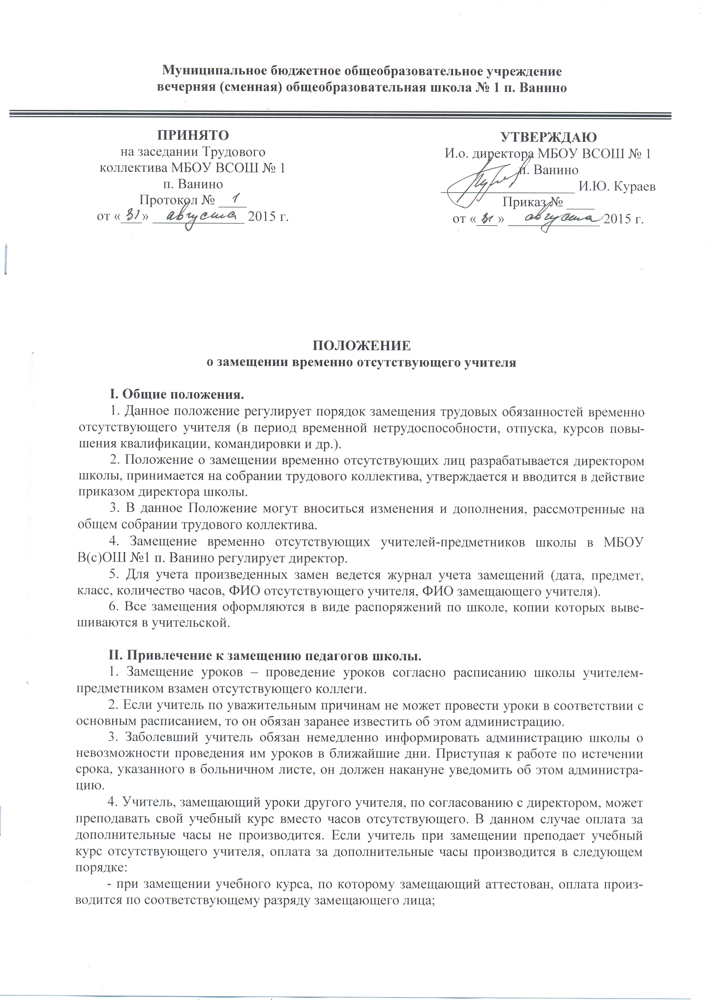 Муниципальное бюджетное общеобразовательное учреждение
вечерняя (сменная) общеобразовательная школа № 1 п. Ванино
ПРИНЯТО
на заседании Трудового
коллектива МБОУ ВСОШ № 1
п. Ванино
Протокол № 1
от «31» августа 2015 г.
УТВЕРЖДАЮ
И.о. директора МБОУ ВСОШ № 1
п. Ванино
И.Ю. Кураев
Приказ № ____
от «31» августа 2015 г.
ПОЛОЖЕНИЕ
о замещении временно отсутствующего учителя
I. Общие положения.
1. Данное положение регулирует порядок замещения трудовых обязанностей временно
отсутствующего учителя (в период временной нетрудоспособности, отпуска, курсов повы-
шения квалификации, командировки и др.).
2. Положение о замещении временно отсутствующих лиц разрабатывается директором
школы, принимается на собрании трудового коллектива, утверждается и вводится в действие
приказом директора школы.
3. В данное Положение могут вноситься изменения и дополнения, рассмотренные на
общем собрании трудового коллектива.
4. Замещение временно отсутствующих учителей-предметников школы в МБОУ
В(с)ОШ №1 п. Ванино регулирует директор.
5. Для учета произведенных замен ведется журнал учета замещений (дата, предмет,
класс, количество часов, ФИО отсутствующего учителя, ФИО замещающего учителя).
6. Все замещения оформляются в виде распоряжений по школе, копии которых выве-
шиваются в учительской.
II. Привлечение к замещению педагогов школы.
1. Замещение уроков – проведение уроков согласно расписанию школы учителем-
предметником взамен отсутствующего коллеги.
2. Если учитель по уважительным причинам не может провести уроки в соответствии с
основным расписанием, то он обязан заранее известить об этом администрацию.
3. Заболевший учитель обязан немедленно информировать администрацию школы о
невозможности проведения им уроков в ближайшие дни. Приступая к работе по истечении
срока, указанного в больничном листе, он должен накануне уведомить об этом администра-
цию.
4. Учитель, замещающий уроки другого учителя, по согласованию с директором, может
преподавать свой учебный курс вместо часов отсутствующего. В данном случае оплата за
дополнительные часы не производится. Если учитель при замещении преподает учебный
курс отсутствующего учителя, оплата за дополнительные часы производится в следующем
порядке:
- при замещении учебного курса, по которому замещающий аттестован, оплата произ-
водится по соответствующему разряду замещающего лица;